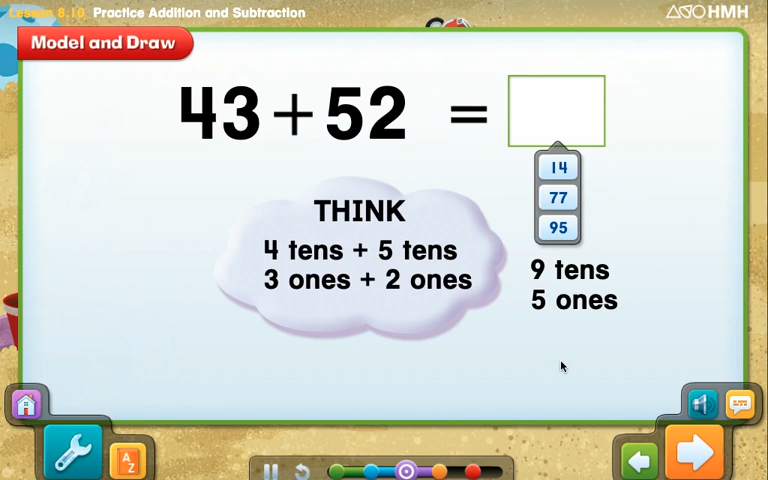 Lesson 8.10 Practice Addition and Subtraction
HMH
Model and Draw
43 + 52 =
14
77
95
THINK
4 tens + 5 tens
3 ones + 2 ones
9 tens
5 ones
A
Z